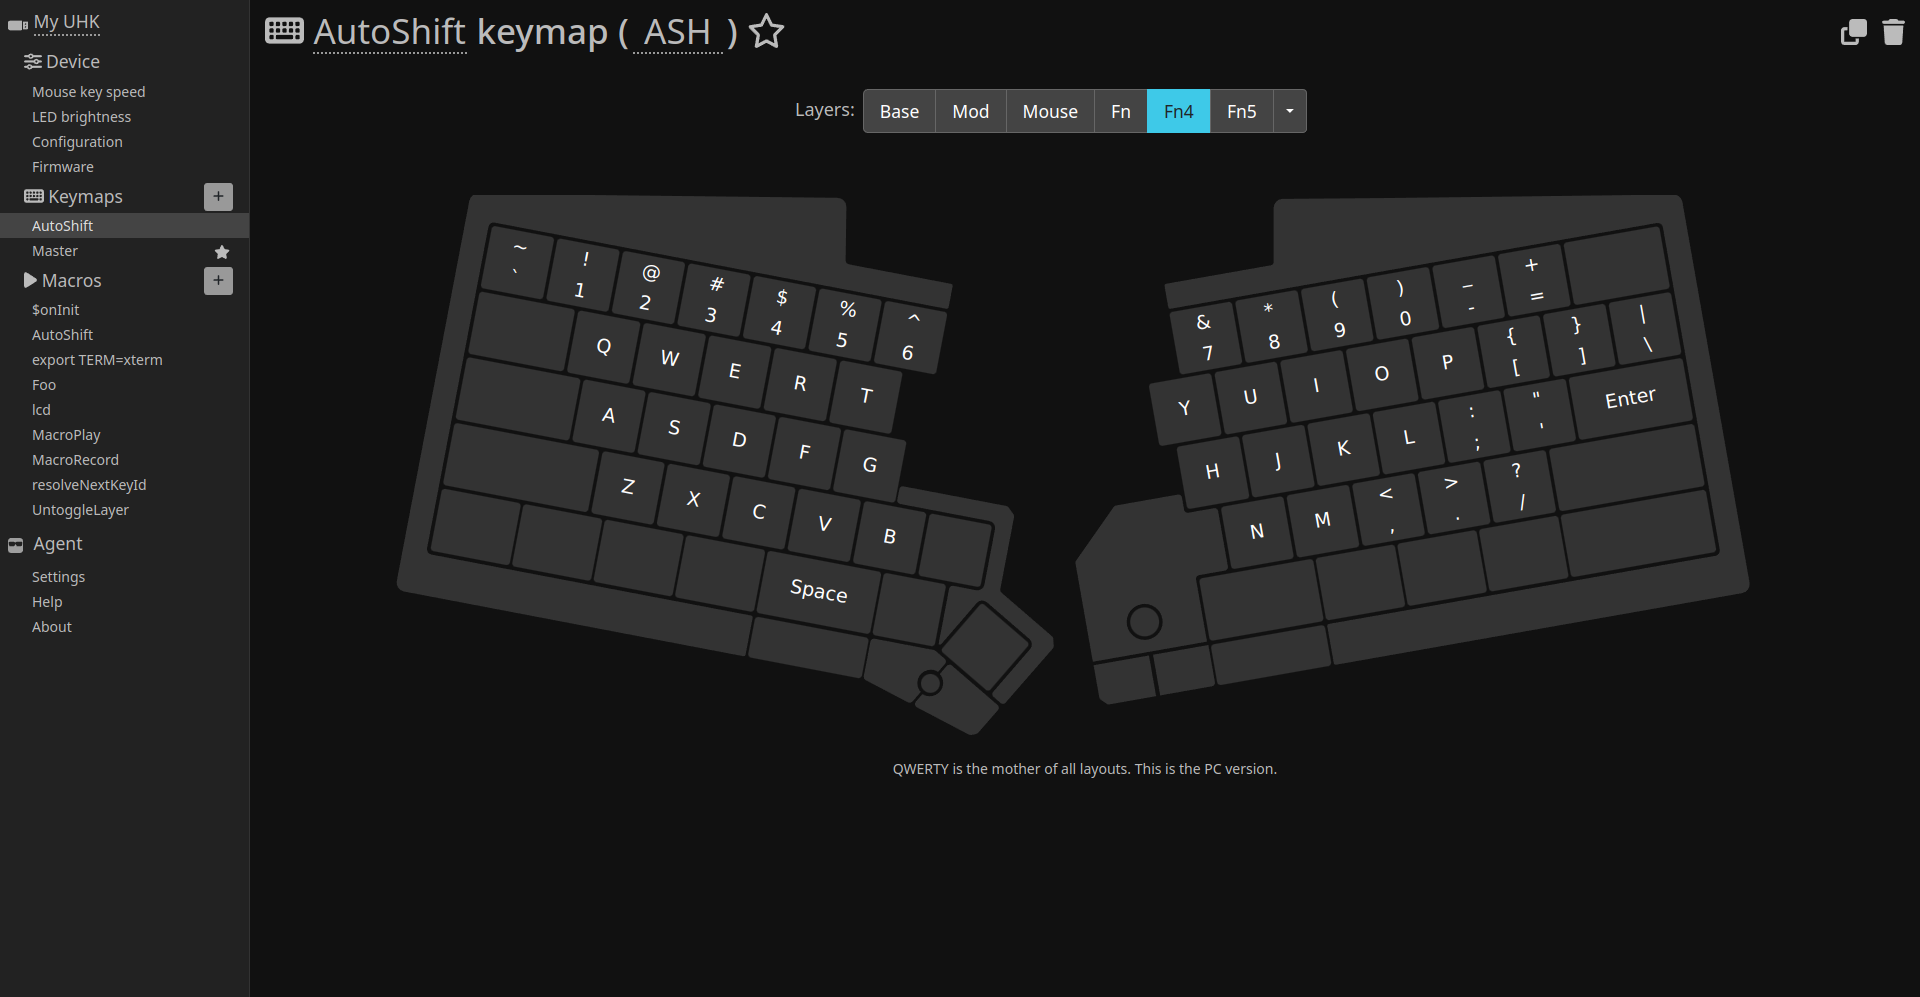 My UHK
Device
Mouse key speed
LED brightness
Configuration
Firmware
Keymaps +
AutoShift
Master
Macros +
$onInit
AutoShift
export TERM=xterm
Foo
lcd
MacroPlay
MacroRecord
resolveNextKeyId
UntoggleLayer
Agent
Settings
Help
About
AutoShift keymap ( ASH )
Layers: Base Mod Mouse Fn Fn4 Fn5
~ ! @ # $ % ^
` 1 2 3 4 5 6
Q W E R T
A S D F G
Z X C V B
Space
& * ( ) _ +
7 8 9 0 - =
Y U I O P { } |
[ ] \
H J K L : " Enter
; '
N M < > ?
, . /
QWERTY is the mother of all layouts. This is the PC version.